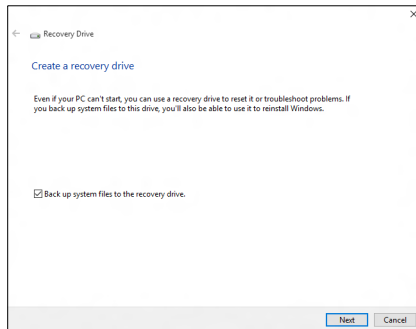 Recovery Drive
Create a recovery drive
Even if your PC can't start, you can use a recovery drive to reset it or troubleshoot problems. If
you back up system files to this drive, you'll also be able to use it to reinstall Windows.
Back up system files to the recovery drive.
Next Cancel